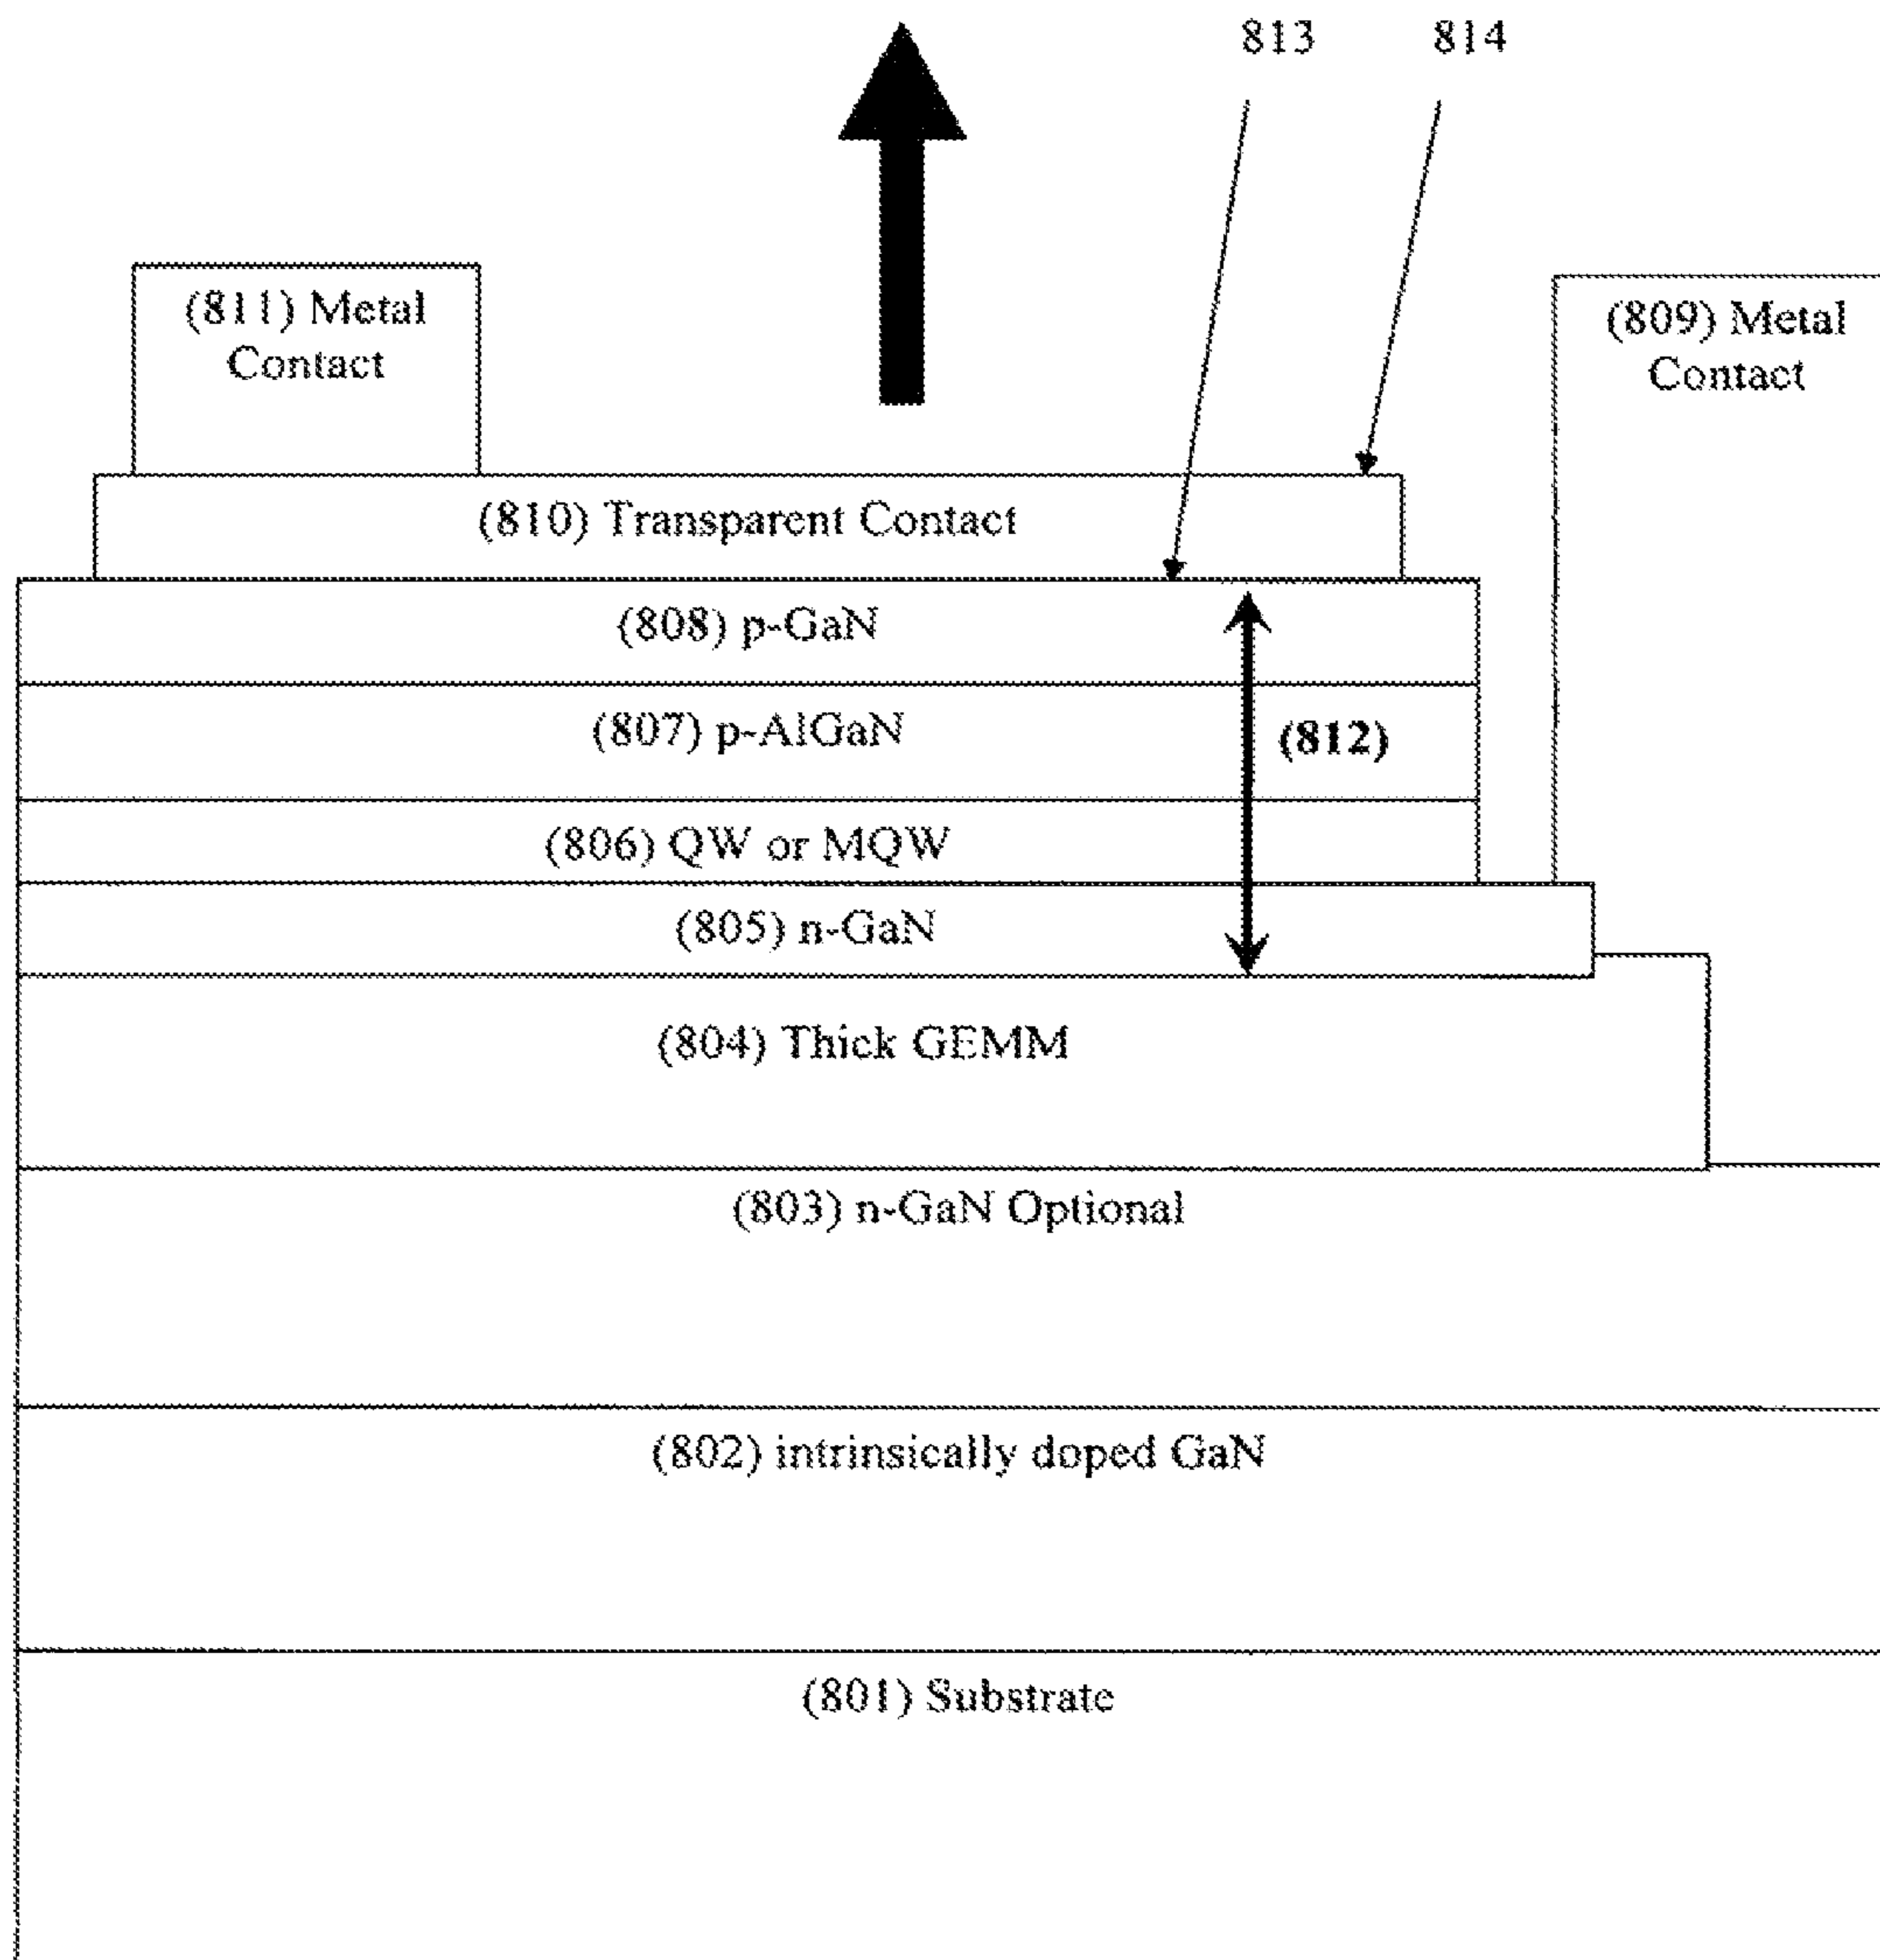 813
814
(811) Metal
Contact
(809) Metal
Contact
(810) Transparent Contact
(808) p-GaN
(807) p-AlGaN
(812)
(806) QW or MQW
(805) n-GaN
(804) Thick GEMM
(803) n-GaN Optional
(802) intrinsically doped GaN
(801) Substrate